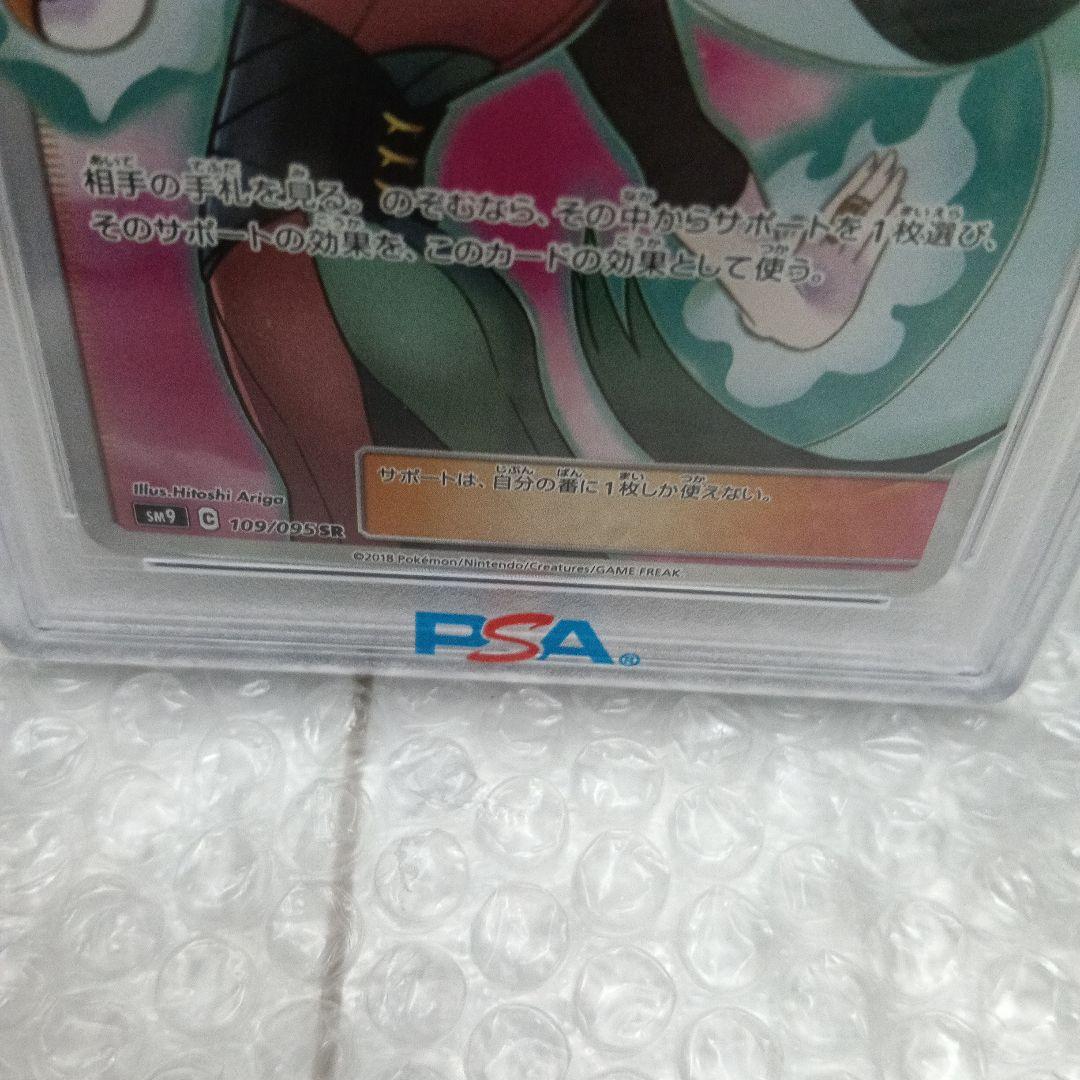 相手の手札を見る。のぞむなら、その中からサポートを1枚選び、
そのサポートの効果を、このカードの効果として使う。
サポートは、自分の番に1枚しか使えない。
Illus.Hitoshi Ariga
SM9 C 109/095 SR
©2018 Pokémon/Nintendo/Creatures/GAME FREAK.
PSA®